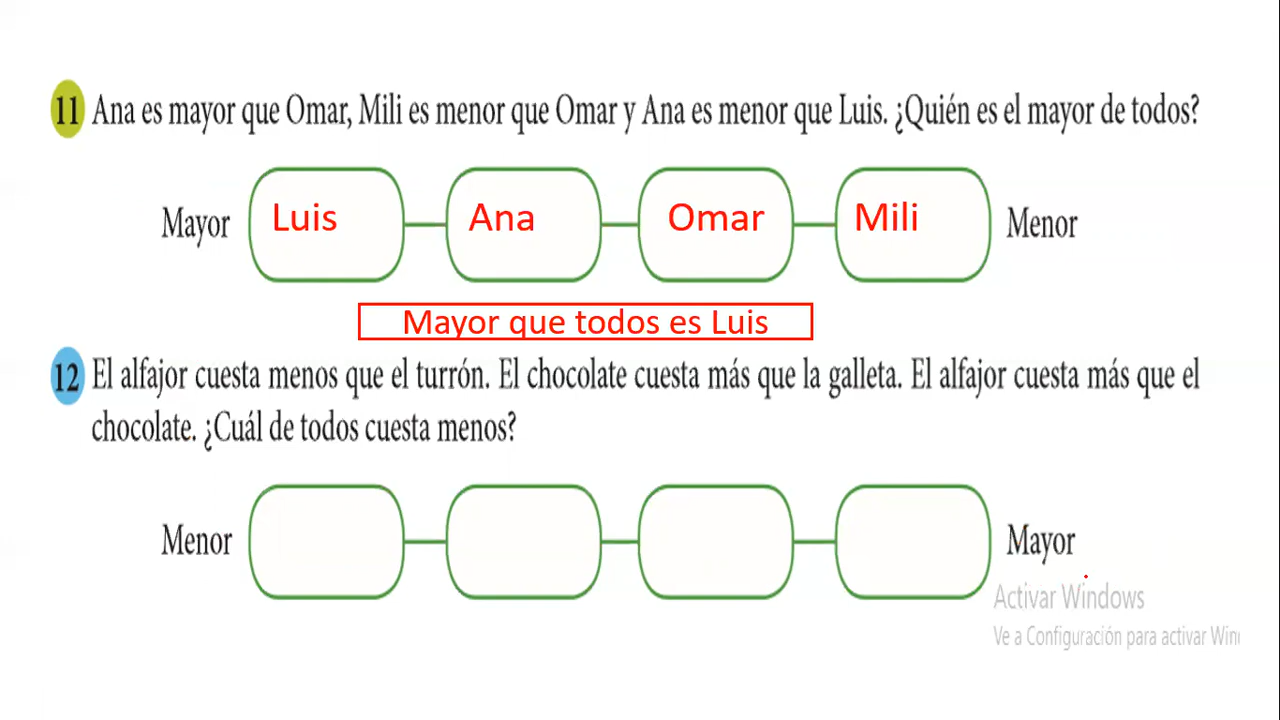 11 Ana es mayor que Omar, Mili es menor que Omar y Ana es menor que Luis. ¿Quién es el mayor de todos?
Mayor Luis Ana Omar Mili Menor
Mayor que todos es Luis
12 El alfajor cuesta menos que el turrón. El chocolate cuesta más que la galleta. El alfajor cuesta más que el
chocolate. ¿Cuál de todos cuesta menos?
Menor Mayor
Activar Windows
Ve a Configuración para activar Win